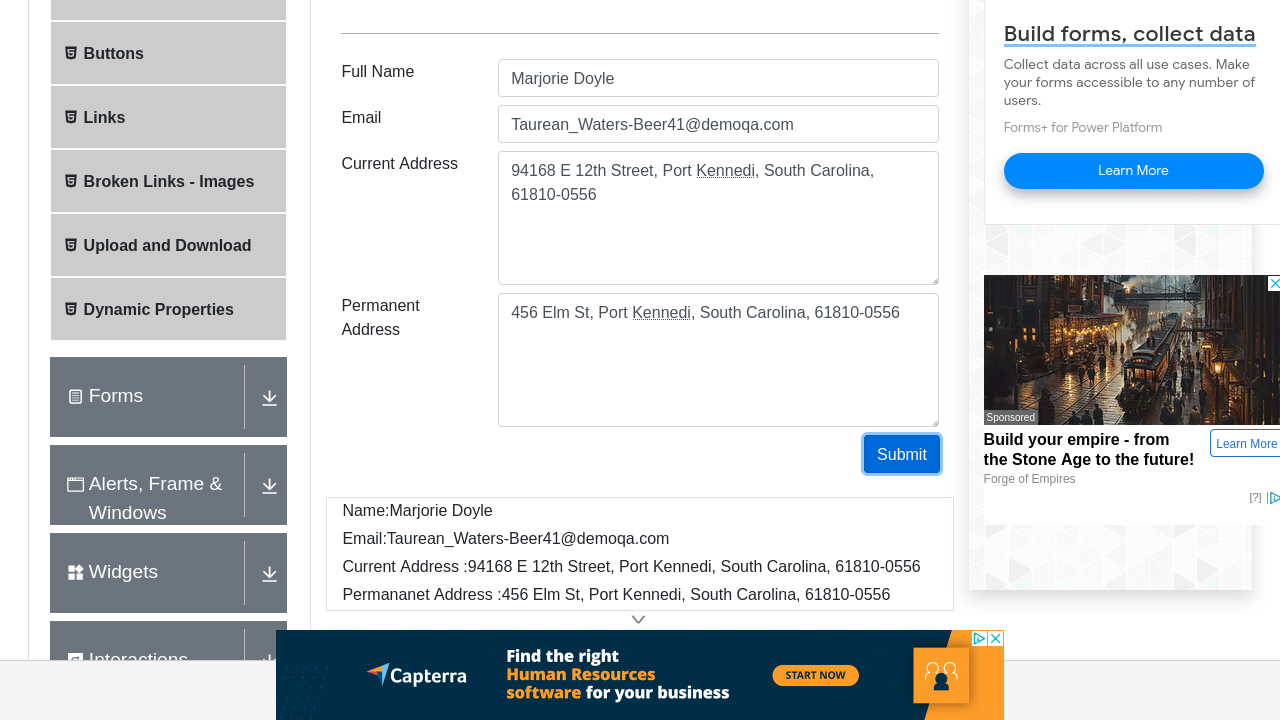 Buttons
Links
Broken Links - Images
Upload and Download
Dynamic Properties
Forms
Alerts, Frame &
Windows
Widgets
Interactions
Full Name
Marjorie Doyle
Email
Taurean_Waters-Beer41@demoqa.com
Current Address
94168 E 12th Street, Port Kennedi, South Carolina,
61810-0556
Permanent
Address
456 Elm St, Port Kennedi, South Carolina, 61810-0556
Submit
Name:Marjorie Doyle
Email:Taurean_Waters-Beer41@demoqa.com
Current Address :94168 E 12th Street, Port Kennedi, South Carolina, 61810-0556
Permananet Address :456 Elm St, Port Kennedi, South Carolina, 61810-0556
Build forms, collect data
Collect data across all use cases. Make
your forms accessible to any number of
users.
Forms+ for Power Platform
Learn More
Sponsored
Build your empire - from
the Stone Age to the future!
Learn More
Forge of Empires
[?]
Capterra
Find the right
Human Resources
software for your business
START NOW